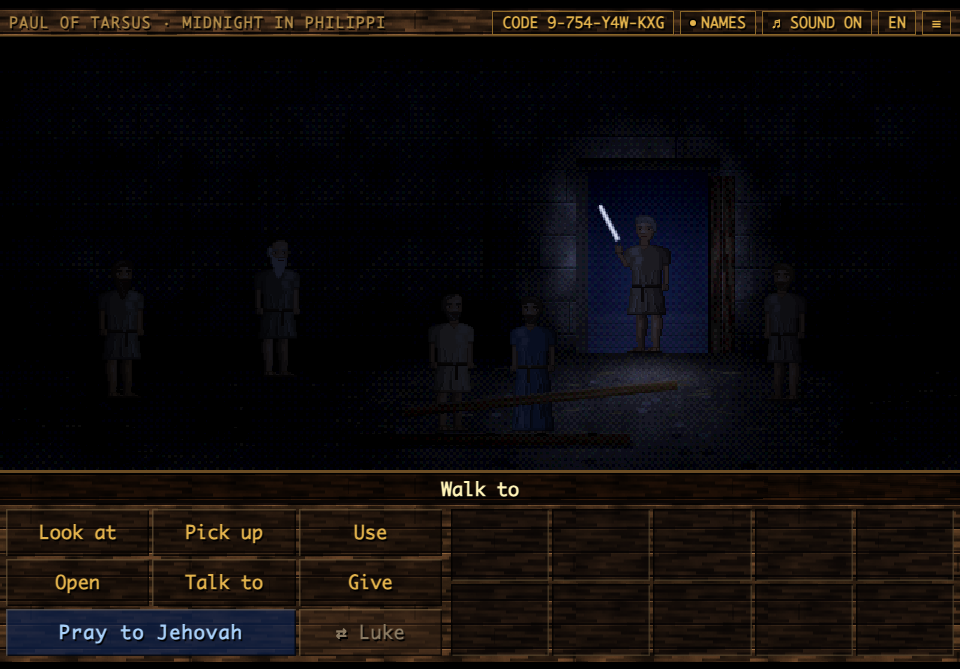 PAUL OF TARSUS · MIDNIGHT IN PHILIPPI
CODE 9-754-Y4W-KXG
• NAMES
♬ SOUND ON
EN
≡
Walk to
Look at
Pick up
Use
Open
Talk to
Give
Pray to Jehovah
⇄ Luke